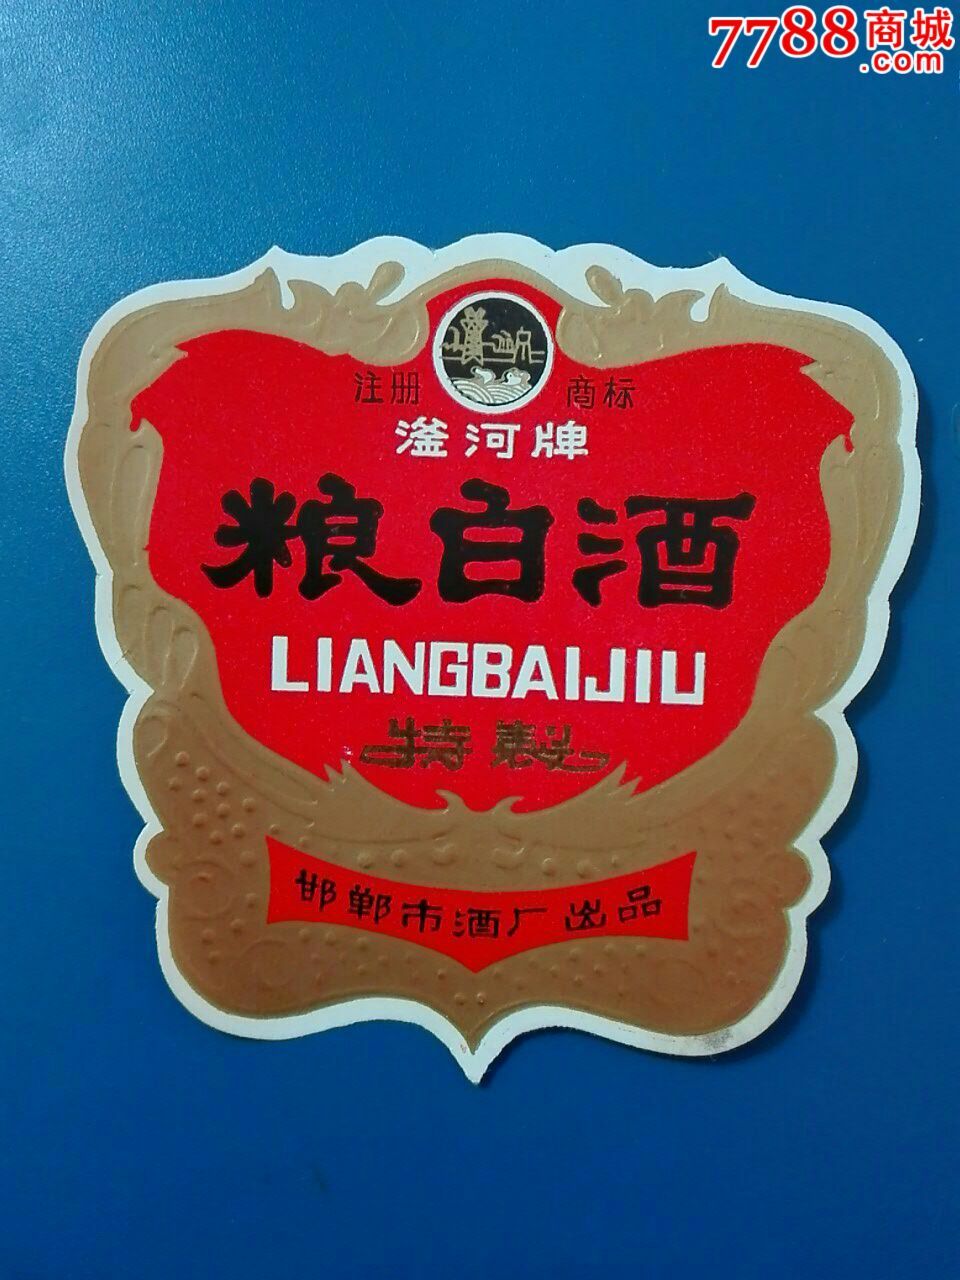 7788商城
.com
注册 商标
滏河牌
粮白酒
LIANGBAIJIU
特製
邯郸市酒厂出品